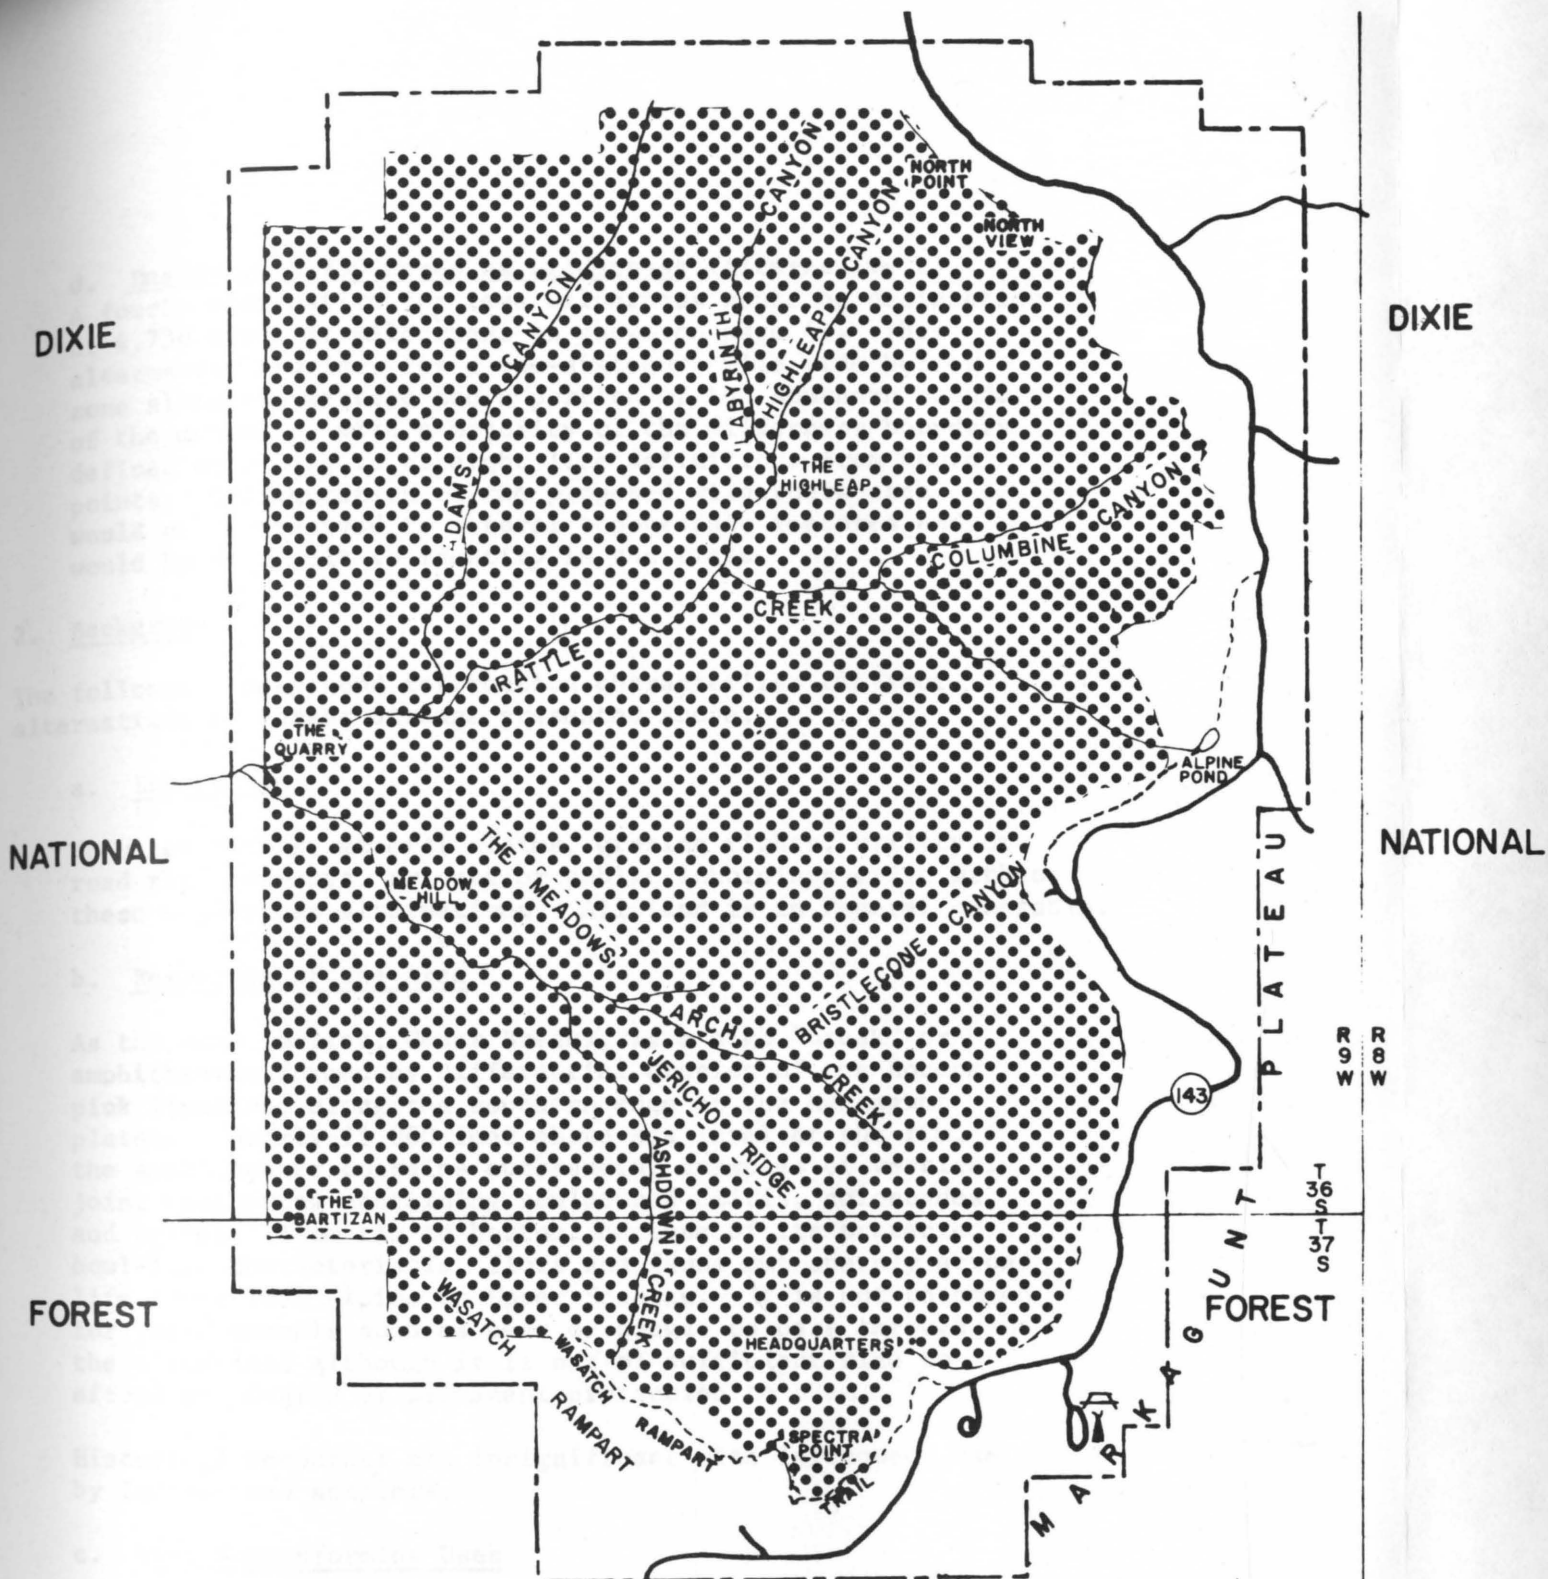 NORTH
POINT
NORTH
VIEW
LABYRINTH CANYON
HIGHLEAP CANYON
ADAMS CANYON
DIXIE
DIXIE
THE
HIGHLEAP
COLUMBINE CANYON
RATTLE CREEK
THE
QUARRY
ALPINE
POND
NATIONAL
NATIONAL
THE MEADOWS
MEADOW
HILL
BRISTLECONE CANYON
ARCH CREEK
JERICHO RIDGE
ASHDOWN CREEK
MARKAGUNT PLATEAU
R
9
W
R
8
W
143
T
36
S
T
37
S
THE
BARTIZAN
FOREST
FOREST
WASATCH RAMPART
HEADQUARTERS
WASATCH RAMPART TRAIL
SPECTRA
POINT